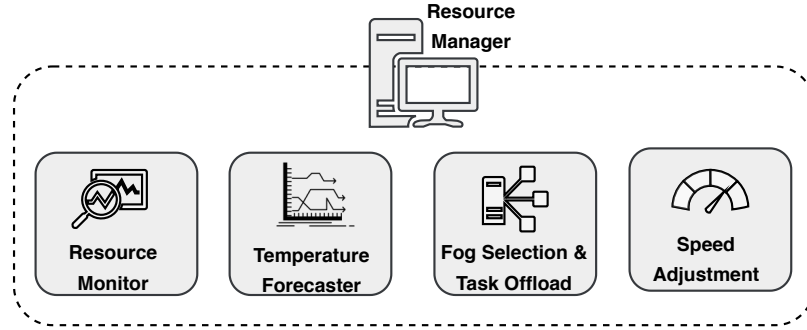 Resource
Manager
Resource
Monitor
Temperature
Forecaster
Fog Selection &
Task Offload
Speed
Adjustment